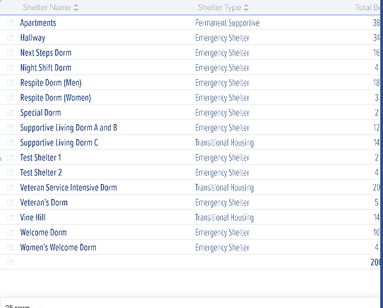 Shelter Name Shelter Type Total
Apartments Permanent Supportive 38
Hallway Emergency Shelter 34
Next Steps Dorm Emergency Shelter 16
Night Shift Dorm Emergency Shelter 4
Respite Dorm (Men) Emergency Shelter 18
Respite Dorm (Women) Emergency Shelter 3
Special Dorm Emergency Shelter 2
Supportive Living Dorm A and B Emergency Shelter 12
Supportive Living Dorm C Transitional Housing 14
Test Shelter 1 Emergency Shelter 2
Test Shelter 2 Emergency Shelter 4
Veteran Service Intensive Dorm Transitional Housing 20
Veteran's Dorm Emergency Shelter 5
Vine Hill Transitional Housing 14
Welcome Dorm Emergency Shelter 10
Women's Welcome Dorm Emergency Shelter 4